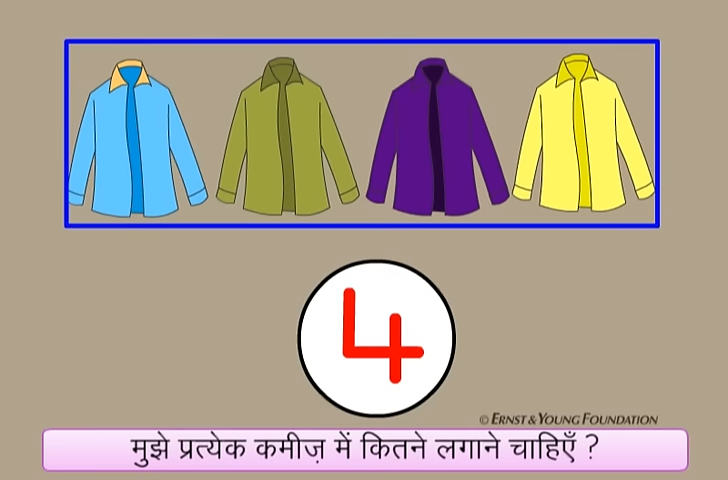 4
© ERNST & YOUNG FOUNDATION
मुझे प्रत्येक कमीज़ में कितने लगाने चाहिएँ ?